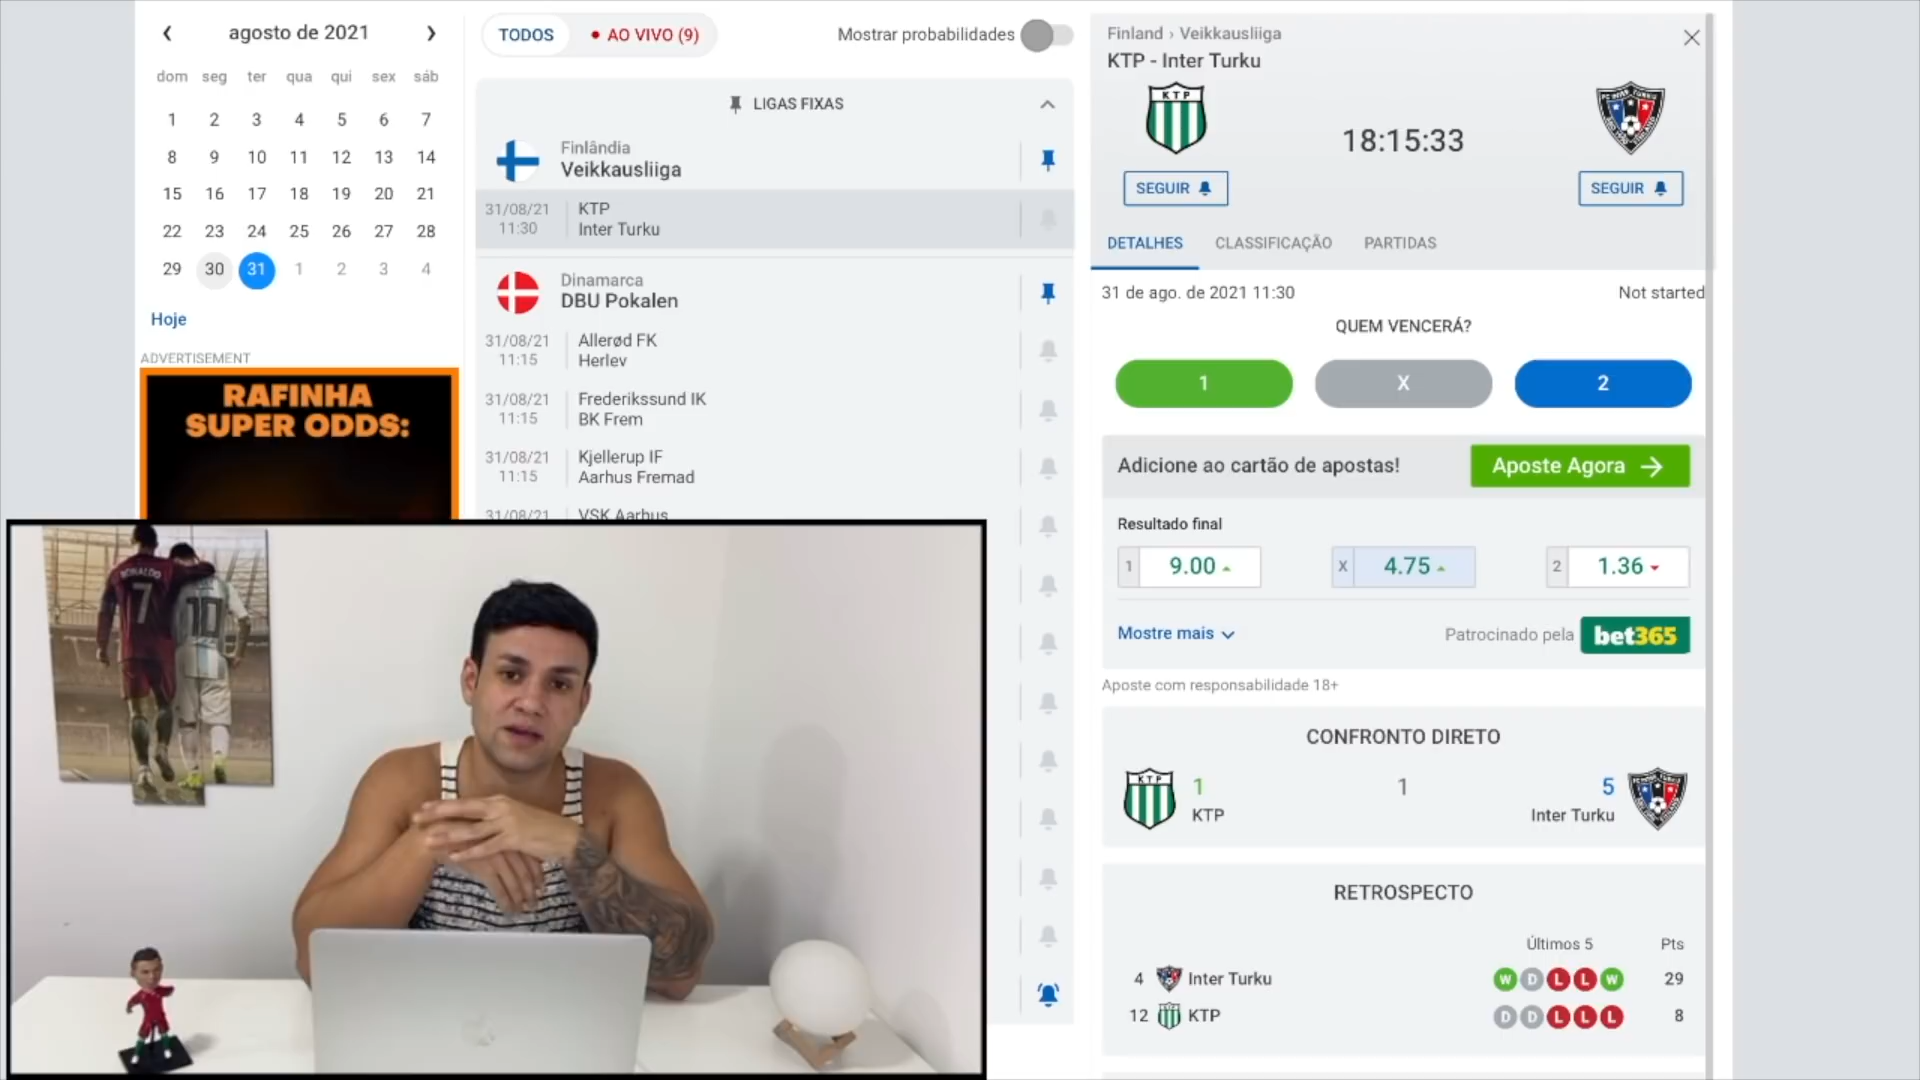 agosto de 2021
dom seg ter qua qui sex sáb
1 2 3 4 5 6 7
8 9 10 11 12 13 14
15 16 17 18 19 20 21
22 23 24 25 26 27 28
29 30 31 1 2 3 4
Hoje
ADVERTISEMENT
RAFINHA
SUPER ODDS:
TODOS
AO VIVO (9)
Mostrar probabilidades
LIGAS FIXAS
Finlândia
Veikkausliiga
31/08/21
11:30
KTP
Inter Turku
Dinamarca
DBU Pokalen
31/08/21
11:15
Allerød FK
Herlev
31/08/21
11:15
Frederikssund IK
BK Frem
31/08/21
11:15
Kjellerup IF
Aarhus Fremad
31/08/21
VSK Aarhus
RONALDO
7
10
Finland › Veikkausliiga
KTP - Inter Turku
KTP
18:15:33
SEGUIR
SEGUIR
DETALHES CLASSIFICAÇÃO PARTIDAS
31 de ago. de 2021 11:30
Not started
QUEM VENCERÁ?
1 X 2
Adicione ao cartão de apostas!
Aposte Agora
Resultado final
1 9.00
X 4.75
2 1.36
Mostre mais
Patrocinado pela
bet365
Aposte com responsabilidade 18+
CONFRONTO DIRETO
KTP
1 1 5
KTP
Inter Turku
RETROSPECTO
Últimos 5 Pts
4 Inter Turku W D L L W 29
12 KTP D D L L L 8